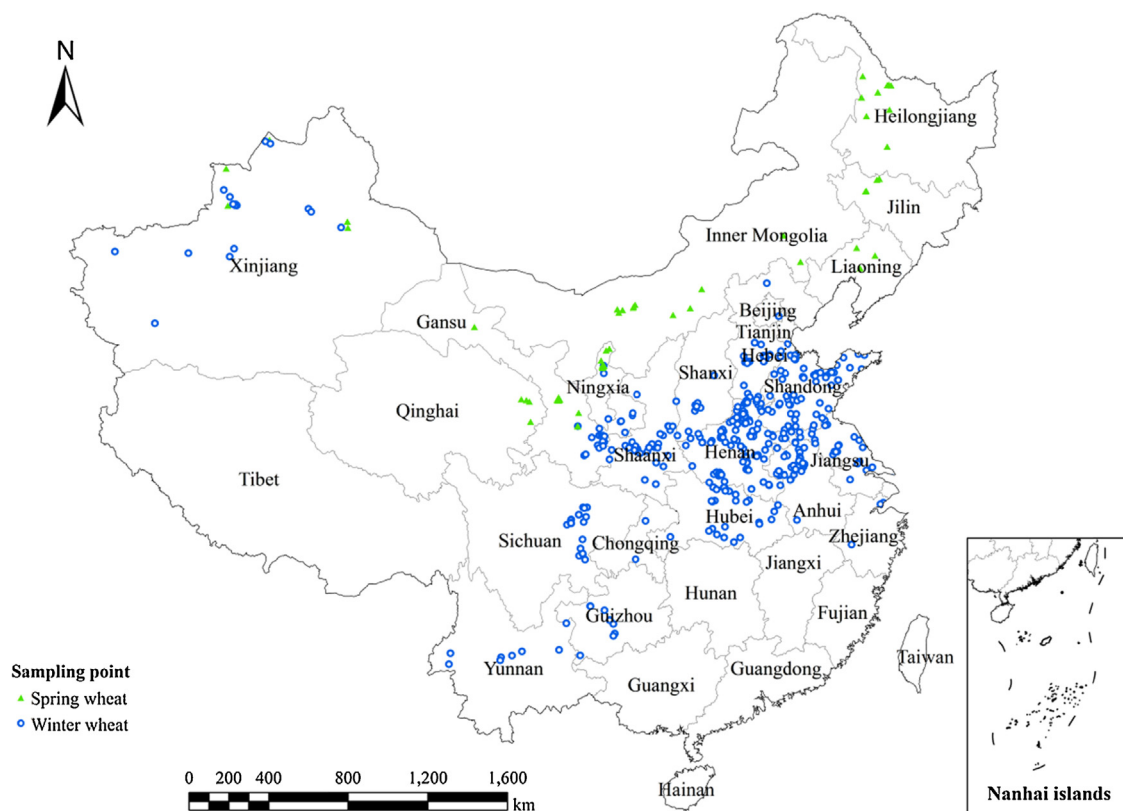 N
Heilongjiang
Jilin
Inner Mongolia
Liaoning
Xinjiang
Beijing
Gansu
Tianjin
Hebei
Shanxi
Ningxia
Shandong
Qinghai
Shaanxi
Henan
Jiangsu
Tibet
Anhui
Hubei
Zhejiang
Sichuan
Chongqing
Jiangxi
Hunan
Guizhou
Fujian
Taiwan
Yunnan
Guangdong
Guangxi
Sampling point
Spring wheat
Winter wheat
0 200 400 800 1,200 1,600
km
Hainan
Nanhai islands